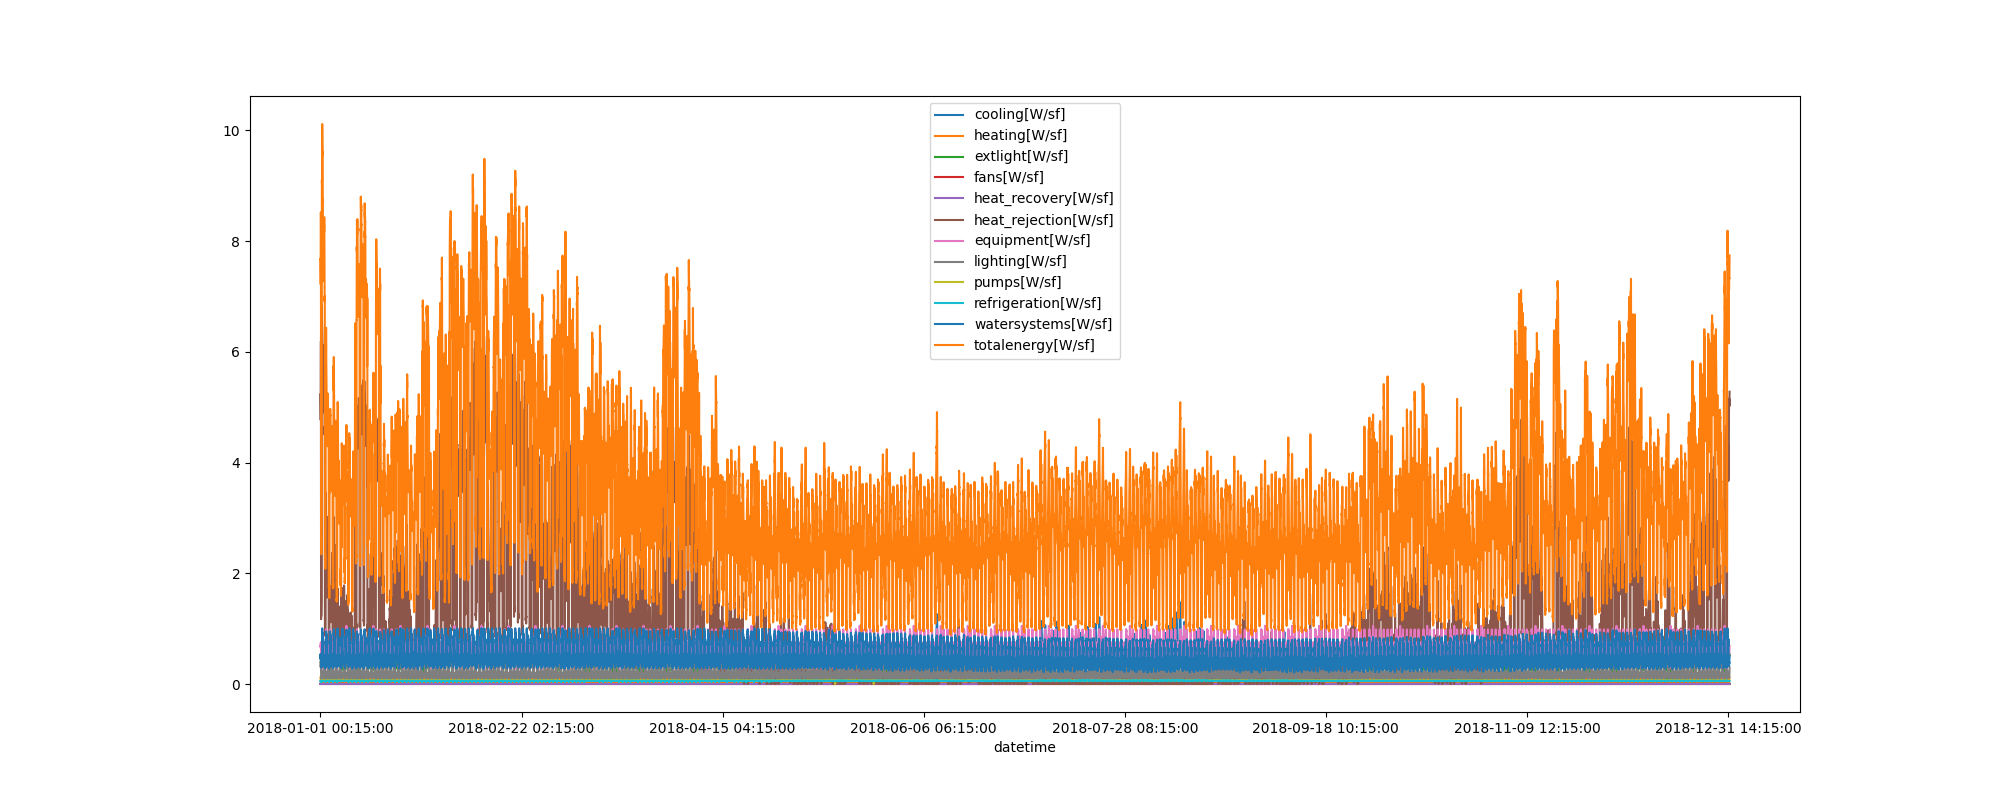 10
8
6
4
2
0
cooling[W/sf]
heating[W/sf]
extlight[W/sf]
fans[W/sf]
heat_recovery[W/sf]
heat_rejection[W/sf]
equipment[W/sf]
lighting[W/sf]
pumps[W/sf]
refrigeration[W/sf]
watersystems[W/sf]
totalenergy[W/sf]
2018-01-01 00:15:00 2018-02-22 02:15:00 2018-04-15 04:15:00 2018-06-06 06:15:00 2018-07-28 08:15:00 2018-09-18 10:15:00 2018-11-09 12:15:00 2018-12-31 14:15:00
datetime